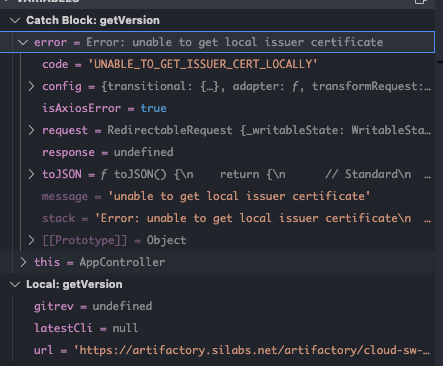 VARIABLES
Catch Block: getVersion
error = Error: unable to get local issuer certificate
code = 'UNABLE_TO_GET_ISSUER_CERT_LOCALLY'
config = {transitional: {…}, adapter: ƒ, transformRequest:…
isAxiosError = true
request = RedirectableRequest {_writableState: WritableSta…
response = undefined
toJSON = ƒ toJSON() {\n    return {\n      // Standard\n  …
message = 'unable to get local issuer certificate'
stack = 'Error: unable to get local issuer certificate\n  …
[[Prototype]] = Object
this = AppController
Local: getVersion
gitrev = undefined
latestCli = null
url = 'https://artifactory.silabs.net/artifactory/cloud-sw-…